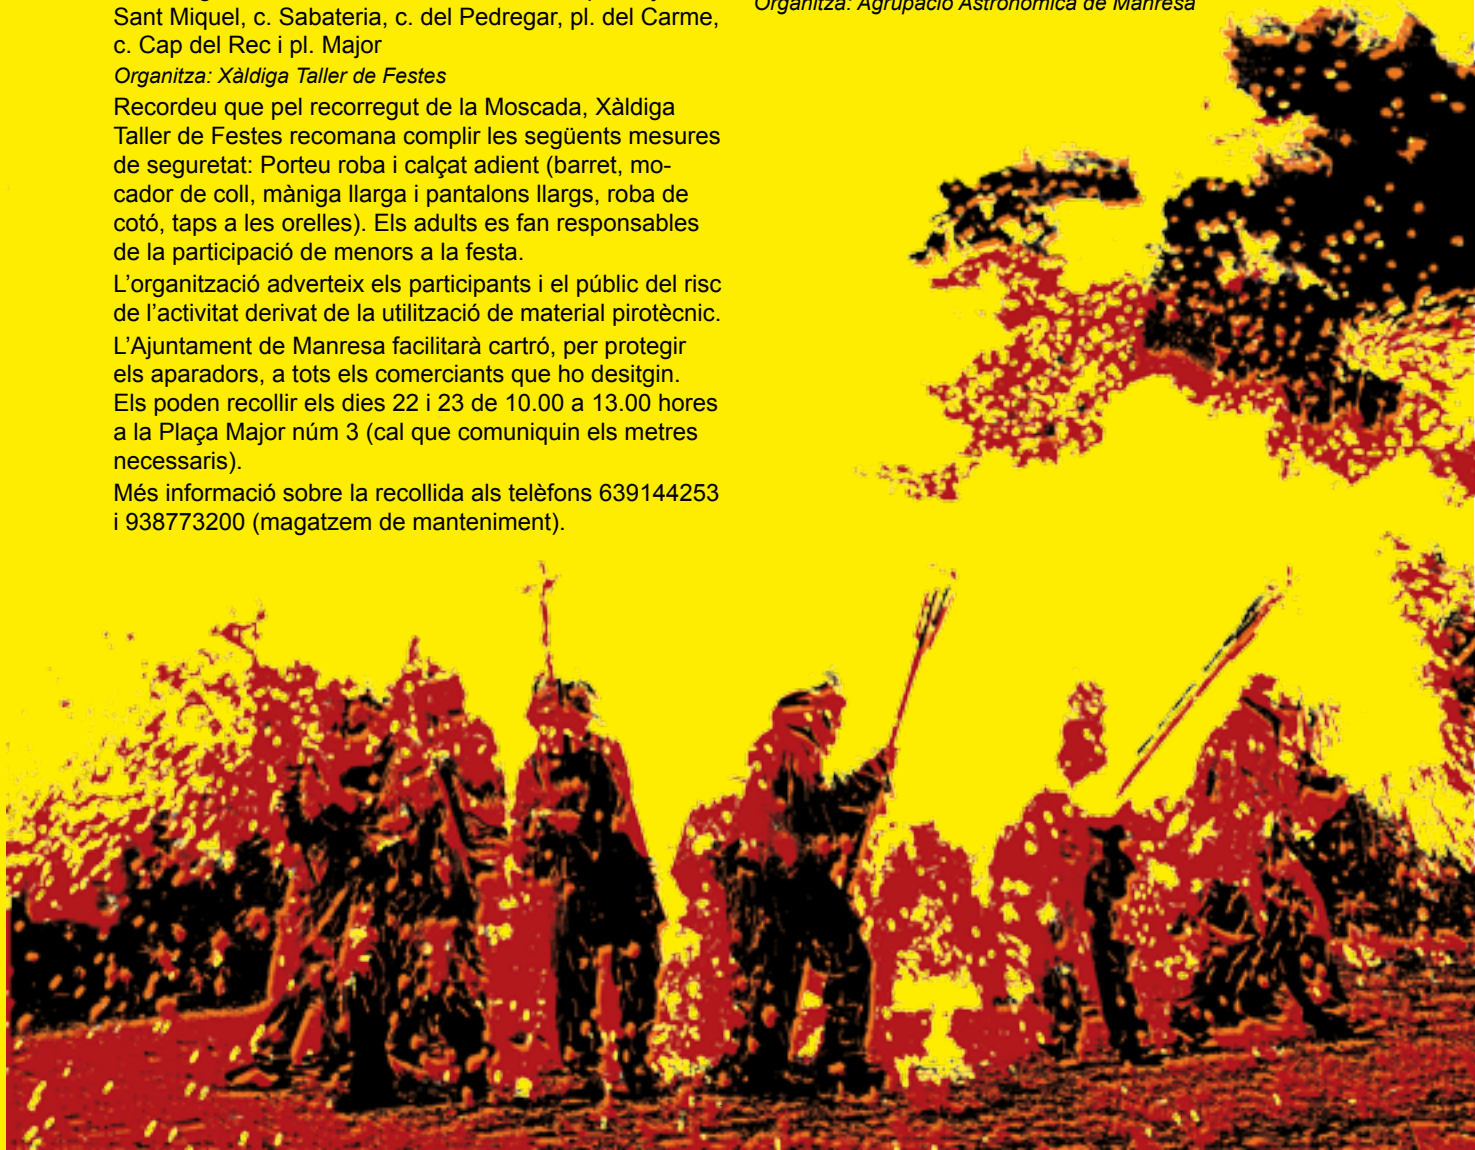 Sant Miquel, c. Sabateria, c. del Pedregar, pl. del Carme,
c. Cap del Rec i pl. Major
Organitza: Xàldiga Taller de Festes
Recordeu que pel recorregut de la Moscada, Xàldiga
Taller de Festes recomana complir les següents mesures
de seguretat: Porteu roba i calçat adient (barret, mo-
cador de coll, màniga llarga i pantalons llargs, roba de
cotó, taps a les orelles). Els adults es fan responsables
de la participació de menors a la festa.
L’organització adverteix els participants i el públic del risc
de l’activitat derivat de la utilització de material pirotècnic.
L’Ajuntament de Manresa facilitarà cartró, per protegir
els aparadors, a tots els comerciants que ho desitgin.
Els poden recollir els dies 22 i 23 de 10.00 a 13.00 hores
a la Plaça Major núm 3 (cal que comuniquin els metres
necessaris).
Més informació sobre la recollida als telèfons 639144253
i 938773200 (magatzem de manteniment).
Organitza: Agrupació Astronòmica de Manresa